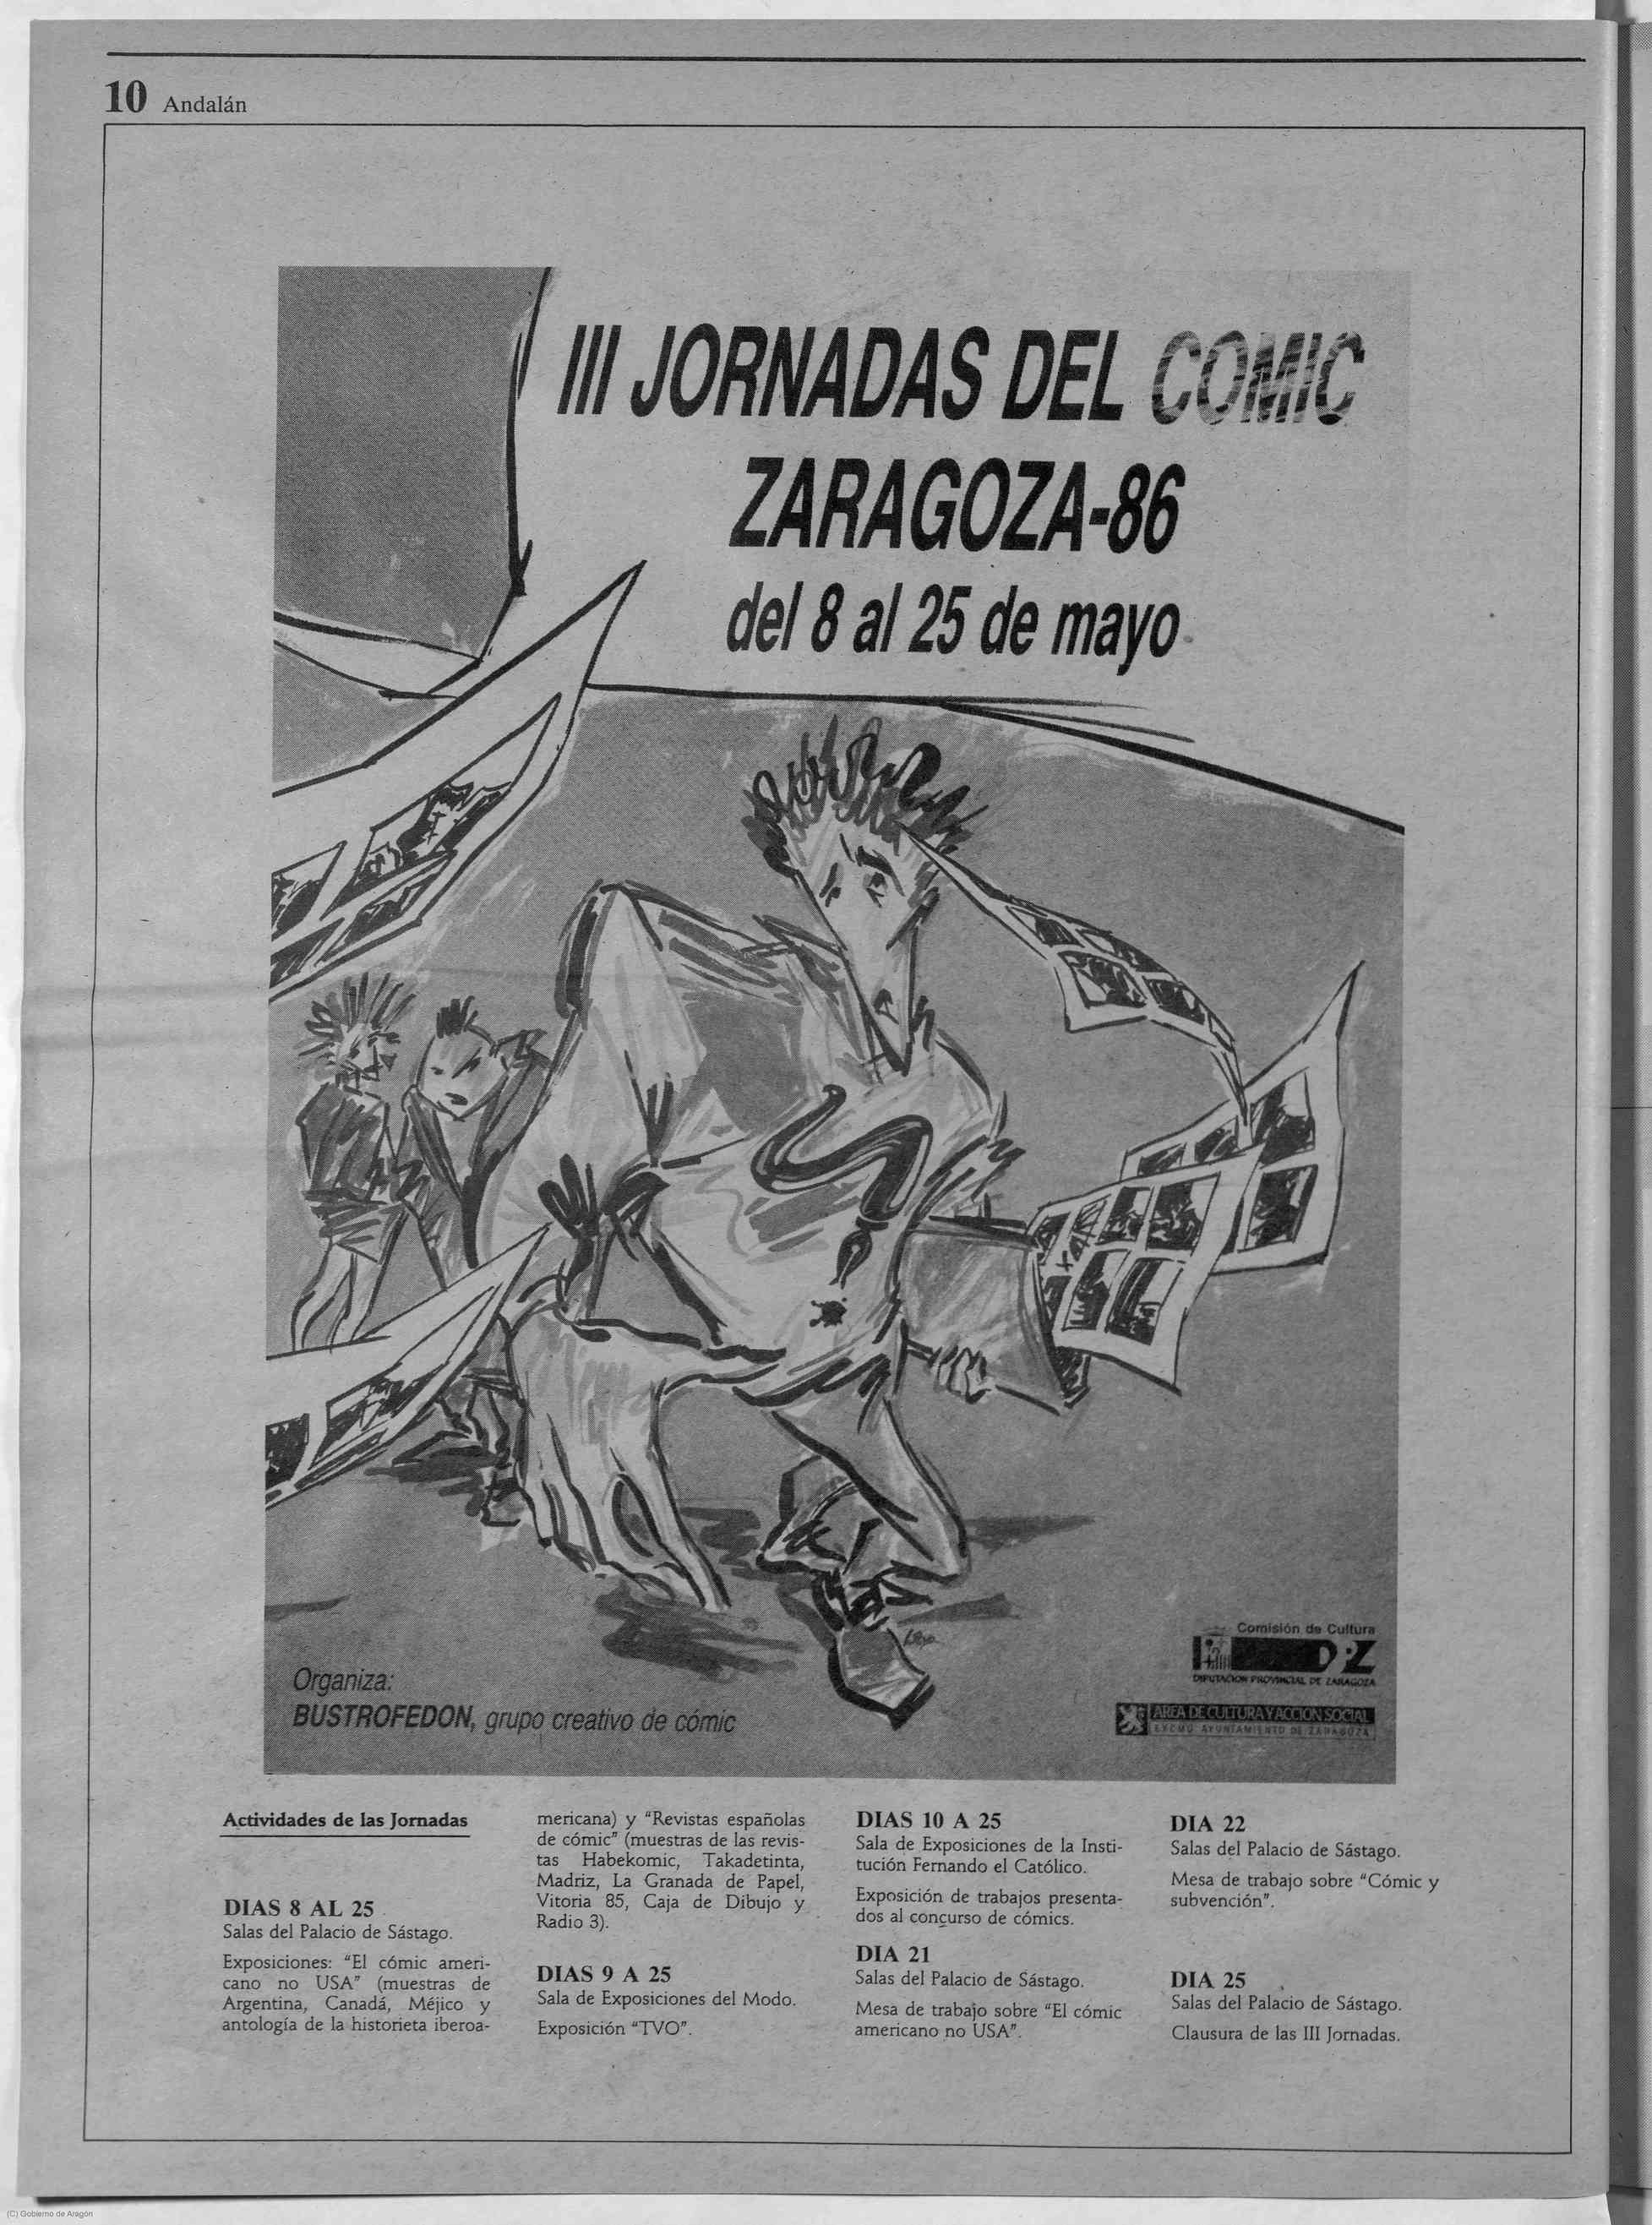 10 Andalán
III JORNADAS DEL COMIC
ZARAGOZA-86
del 8 al 25 de mayo
Organiza:
BUSTROFEDON, grupo creativo de cómic
Comisión de Cultura
DPZ
DIPUTACION PROVINCIAL DE ZARAGOZA
AREA DE CULTURA Y ACCION SOCIAL
EXCMO. AYUNTAMIENTO DE ZARAGOZA
Actividades de las Jornadas
DIAS 8 AL 25
Salas del Palacio de Sástago.
Exposiciones: “El cómic ameri-
cano no USA” (muestras de
Argentina, Canadá, Méjico y
antología de la historieta iberoa-
mericana) y “Revistas españolas
de cómic” (muestras de las revis-
tas Habekomic, Takadetinta,
Madriz, La Granada de Papel,
Vitoria 85, Caja de Dibujo y
Radio 3).
DIAS 9 A 25
Sala de Exposiciones del Modo.
Exposición “TVO”.
DIAS 10 A 25
Sala de Exposiciones de la Insti-
tución Fernando el Católico.
Exposición de trabajos presenta-
dos al concurso de cómics.
DIA 21
Salas del Palacio de Sástago.
Mesa de trabajo sobre “El cómic
americano no USA”.
DIA 22
Salas del Palacio de Sástago.
Mesa de trabajo sobre “Cómic y
subvención”.
DIA 25
Salas del Palacio de Sástago.
Clausura de las III Jornadas.
(C) Gobierno de Aragón